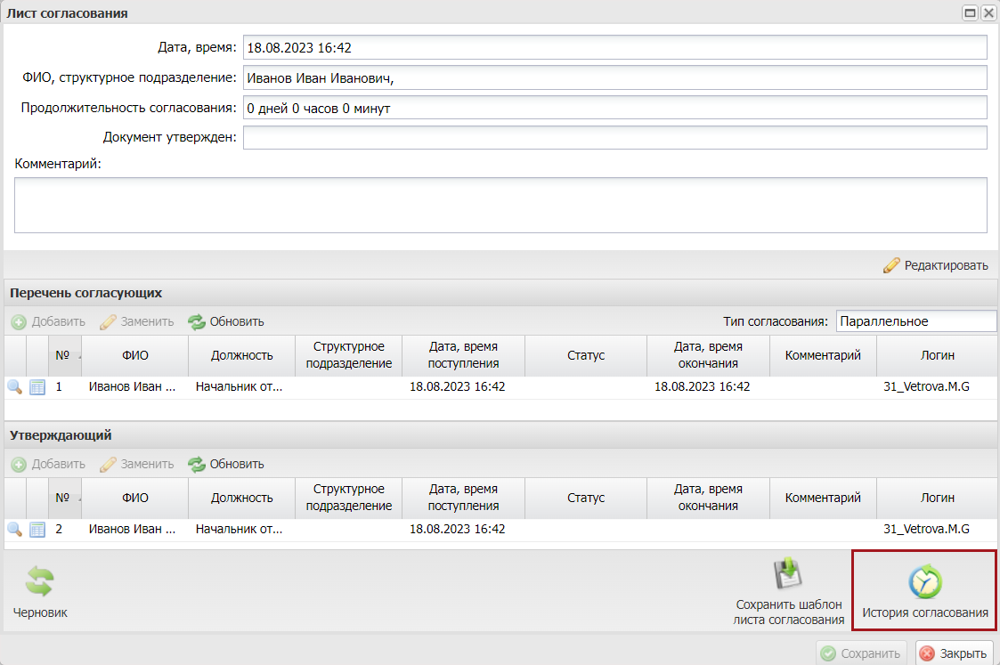 Лист согласования
Дата, время: 18.08.2023 16:42
ФИО, структурное подразделение: Иванов Иван Иванович,
Продолжительность согласования: 0 дней 0 часов 0 минут
Документ утвержден:
Комментарий:
Редактировать
Перечень согласующих
Добавить Заменить Обновить Тип согласования: Параллельное
№ ФИО Должность Структурное подразделение Дата, время поступления Статус Дата, время окончания Комментарий Логин
1 Иванов Иван ... Начальник от... 18.08.2023 16:42 18.08.2023 16:42 31_Vetrova.M.G
Утверждающий
Добавить Заменить Обновить
№ ФИО Должность Структурное подразделение Дата, время поступления Статус Дата, время окончания Комментарий Логин
2 Иванов Иван ... Начальник от... 18.08.2023 16:42 31_Vetrova.M.G
Черновик
Сохранить шаблон
листа согласования
История согласования
Сохранить Закрыть